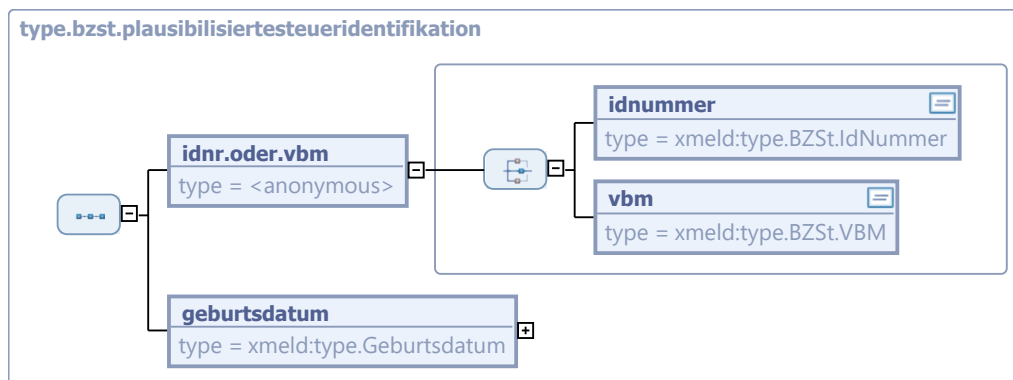 type.bzst.plausibilisiertesteueridentifikation
idnummer
type = xmeld:type.BZSt.IdNummer
idnr.oder.vbm
type = <anonymous>
vbm
type = xmeld:type.BZSt.VBM
geburtsdatum
type = xmeld:type.Geburtsdatum